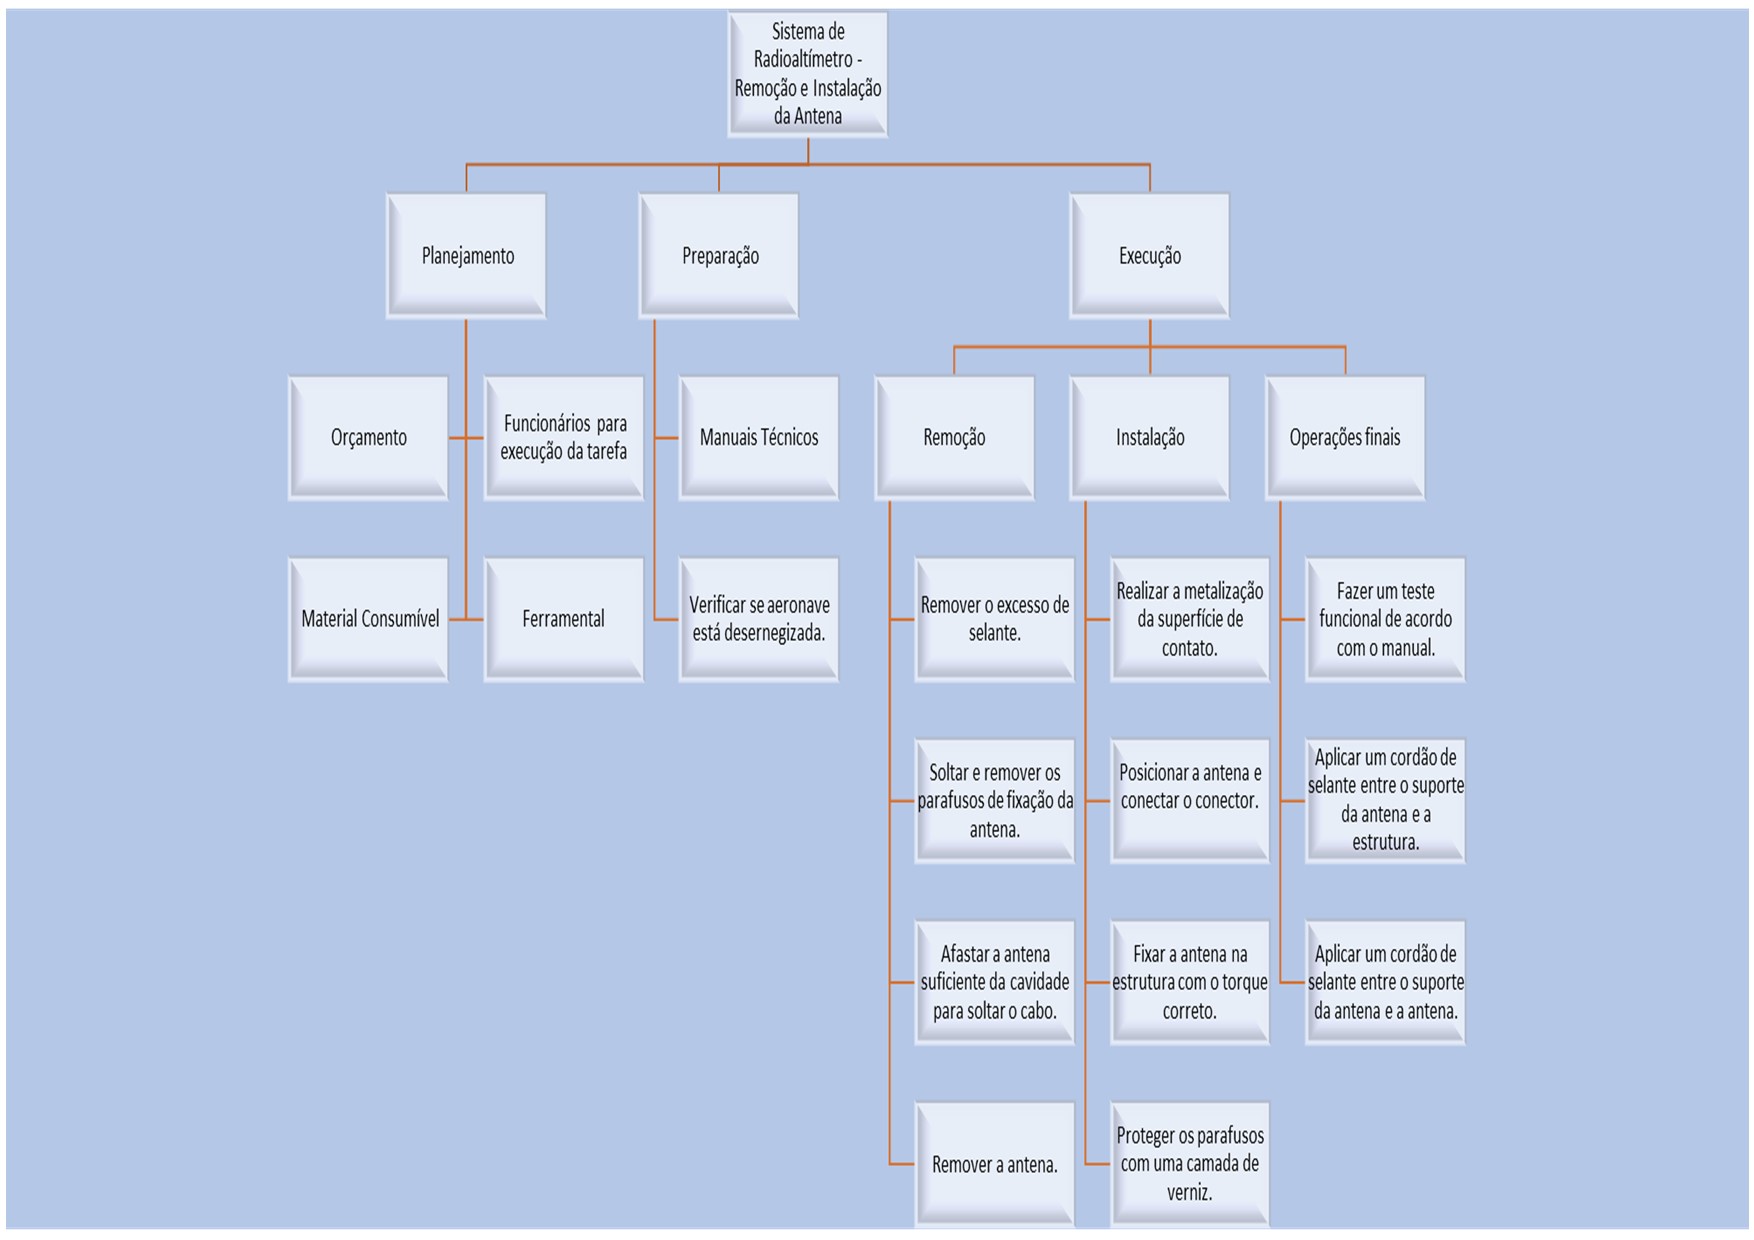 Sistema de
Radioaltímetro -
Remoção e Instalação
da Antena
Planejamento
Preparação
Execução
Orçamento
Funcionários para
execução da tarefa
Manuais Técnicos
Remoção
Instalação
Operações finais
Material Consumível
Ferramental
Verificar se aeronave
está desernegizada.
Remover o excesso de
selante.
Realizar a metalização
da superfície de
contato.
Fazer um teste
funcional de acordo
com o manual.
Soltar e remover os
parafusos de fixação da
antena.
Posicionar a antena e
conectar o conector.
Aplicar um cordão de
selante entre o suporte
da antena e a
estrutura.
Afastar a antena
suficiente da cavidade
para soltar o cabo.
Fixar a antena na
estrutura com o torque
correto.
Aplicar um cordão de
selante entre o suporte
da antena e a antena.
Remover a antena.
Proteger os parafusos
com uma camada de
verniz.